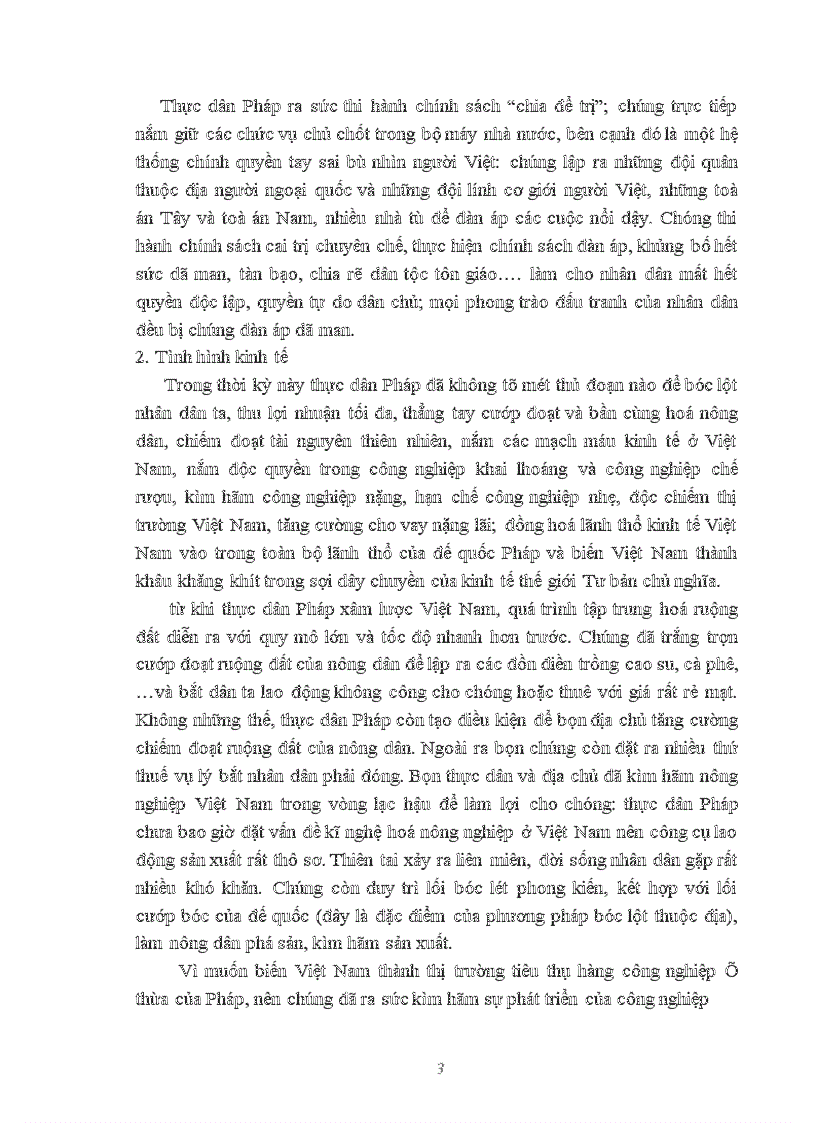 Thực dân Pháp ra sức thi hành chính sách “chia để trị”; chúng trực tiếp
nắm giữ các chức vụ chủ chốt trong bộ máy nhà nước, bên cạnh đó là một hệ
thống chính quyền tay sai bù nhìn người Việt: chúng lập ra những đội quân
thuộc địa người ngoại quốc và những đội lính cơ giới người Việt, những toà
án Tây và toà án Nam, nhiều nhà tù để đàn áp các cuộc nổi dậy. Chóng thi
hành chính sách cai trị chuyên chế, thực hiện chính sách đàn áp, khủng bố hết
sức dã man, tàn bạo, chia rẽ dân tộc tôn giáo…. làm cho nhân dân mất hết
quyền độc lập, quyền tự do dân chủ; mọi phong trào đấu tranh của nhân dân
đều bị chúng đàn áp dã man.
2. Tình hình kinh tế
Trong thời kỳ này thực dân Pháp đã không tõ mét thủ đoạn nào để bóc lột
nhân dân ta, thu lợi nhuận tối đa, thẳng tay cướp đoạt và bần cùng hoá nông
dân, chiếm đoạt tài nguyên thiên nhiên, nắm các mạch máu kinh tế ở Việt
Nam, nắm độc quyền trong công nghiệp khai lhoáng và công nghiệp chế
rượu, kìm hãm công nghiệp nặng, hạn chế công nghiệp nhẹ, độc chiếm thị
trường Việt Nam, tăng cường cho vay nặng lãi; đồng hoá lãnh thổ kinh tế Việt
Nam vào trong toàn bộ lãnh thổ của đế quốc Pháp và biến Việt Nam thành
khâu khăng khít trong sợi dây chuyền của kinh tế thế giới Tư bản chủ nghĩa.
từ khi thực dân Pháp xâm lược Việt Nam, quá trình tập trung hoá ruộng
đất diễn ra với quy mô lớn và tốc độ nhanh hơn trước. Chúng đã trắng trợn
cướp đoạt ruộng đất của nông dân để lập ra các đồn điền trồng cao su, cà phê,
…và bắt dân ta lao động không công cho chóng hoặc thuê với giá rất rẻ mạt.
Không những thế, thực dân Pháp còn tạo điều kiện để bọn địa chủ tăng cường
chiếm đoạt ruộng đất của nông dân. Ngoài ra bọn chúng còn đặt ra nhiều thứ
thuế vụ lý bắt nhân dân phải đóng. Bọn thực dân và địa chủ đã kìm hãm nông
nghiệp Việt Nam trong vòng lạc hậu để làm lợi cho chóng: thực dân Pháp
chưa bao giờ đặt vấn đề kĩ nghệ hoá nông nghiệp ở Việt Nam nên công cụ lao
động sản xuất rất thô sơ. Thiên tai xảy ra liên miên, đời sống nhân dân gặp rất
nhiều khó khăn. Chúng còn duy trì lối bóc lét phong kiến, kết hợp với lối
cướp bóc của đế quốc (đây là đặc điểm của phương pháp bóc lột thuộc địa),
làm nông dân phá sản, kìm hãm sản xuất.
Vì muốn biến Việt Nam thành thị trường tiêu thụ hàng công nghiệp Õ
thừa của Pháp, nên chúng đã ra sức kìm hãm sự phát triển của công nghiệp
3